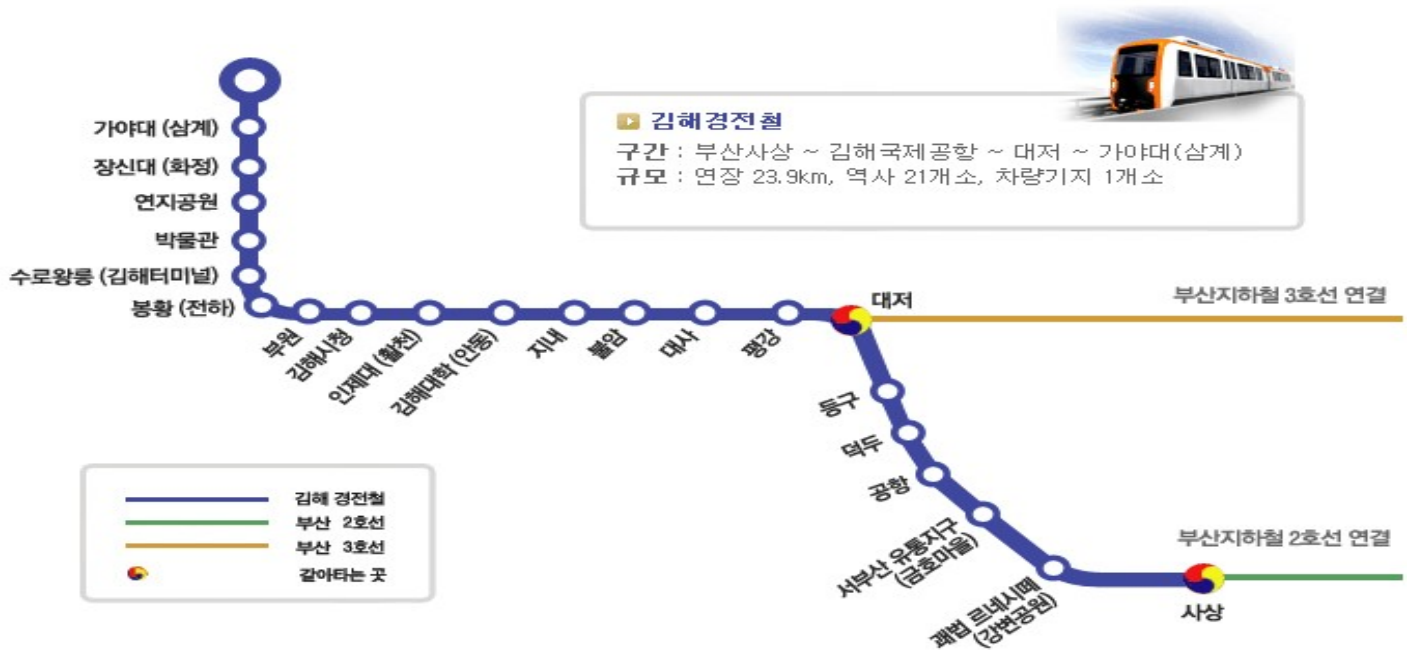 김해경전철
구간 : 부산사상 ~ 김해국제공항 ~ 대저 ~ 가야대(삼계)
규모 : 연장 23.9km, 역사 21개소, 차량기지 1개소
가야대 (삼계)
장신대 (화정)
연지공원
박물관
수로왕릉 (김해터미널)
봉황 (전하)
부원
김해시청
인제대 (활천)
김해대학 (안동)
지내
불암
대사
평강
대저
부산지하철 3호선 연결
등구
덕두
공항
서부산 유통지구
(금호마을)
괘법 르네시떼
(강변공원)
사상
부산지하철 2호선 연결
김해 경전철
부산 2호선
부산 3호선
갈아타는 곳